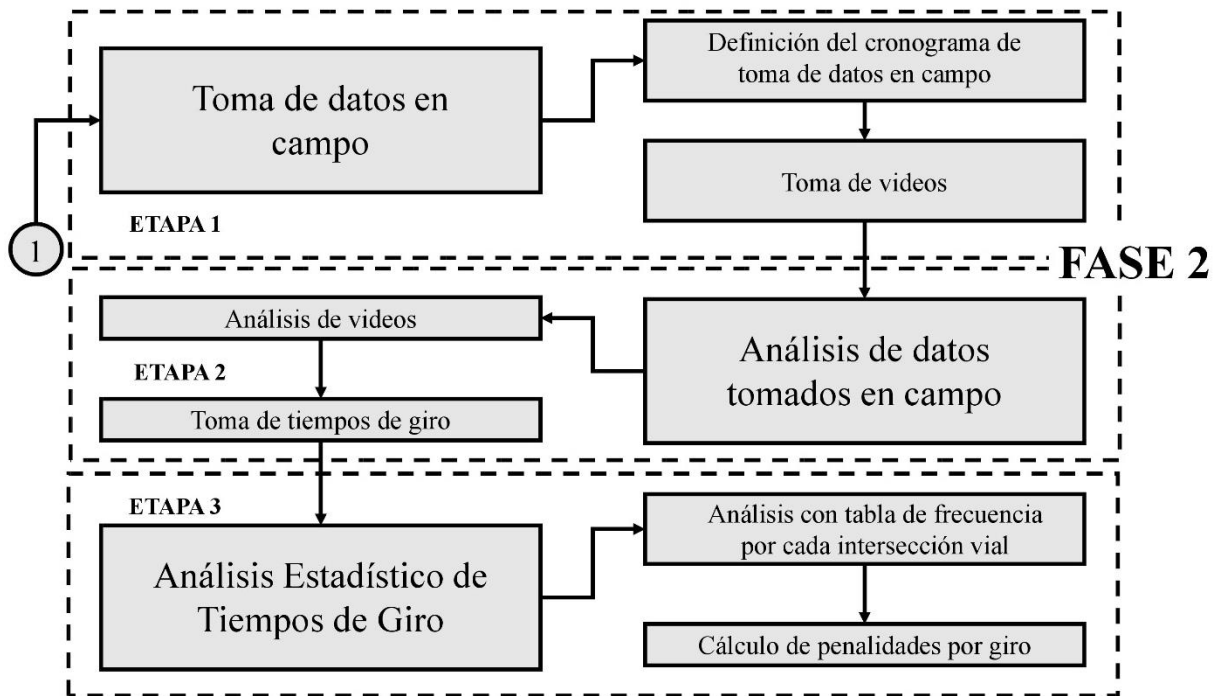 Toma de datos en
campo
Definición del cronograma de
toma de datos en campo
Toma de videos
ETAPA 1
1
FASE 2
Análisis de datos
tomados en campo
Análisis de videos
ETAPA 2
Toma de tiempos de giro
ETAPA 3
Análisis Estadístico de
Tiempos de Giro
Análisis con tabla de frecuencia
por cada intersección vial
Cálculo de penalidades por giro